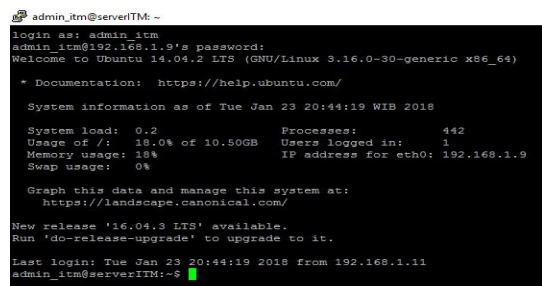 admin_itm@serverITM: ~
login as: admin_itm
admin_itm@192.168.1.9's password:
Welcome to Ubuntu 14.04.2 LTS (GNU/Linux 3.16.0-30-generic x86_64)
* Documentation: https://help.ubuntu.com/
System information as of Tue Jan 23 20:44:19 WIB 2018
System load: 0.2 Processes: 442
Usage of /: 18.0% of 10.50GB Users logged in: 1
Memory usage: 18% IP address for eth0: 192.168.1.9
Swap usage: 0%
Graph this data and manage this system at:
https://landscape.canonical.com/
New release '16.04.3 LTS' available.
Run 'do-release-upgrade' to upgrade to it.
Last login: Tue Jan 23 20:44:19 2018 from 192.168.1.11
admin_itm@serverITM:~$